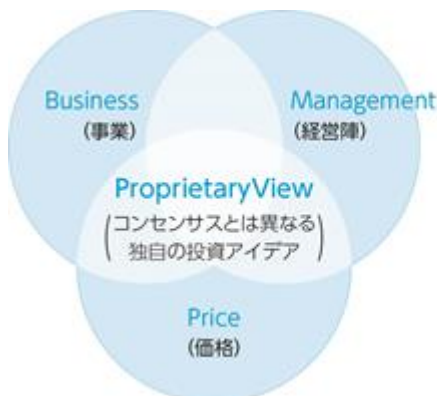 Business
(事業)
Management
(経営陣)
ProprietaryView
(コンセンサスとは異なる
独自の投資アイデア)
Price
(価格)